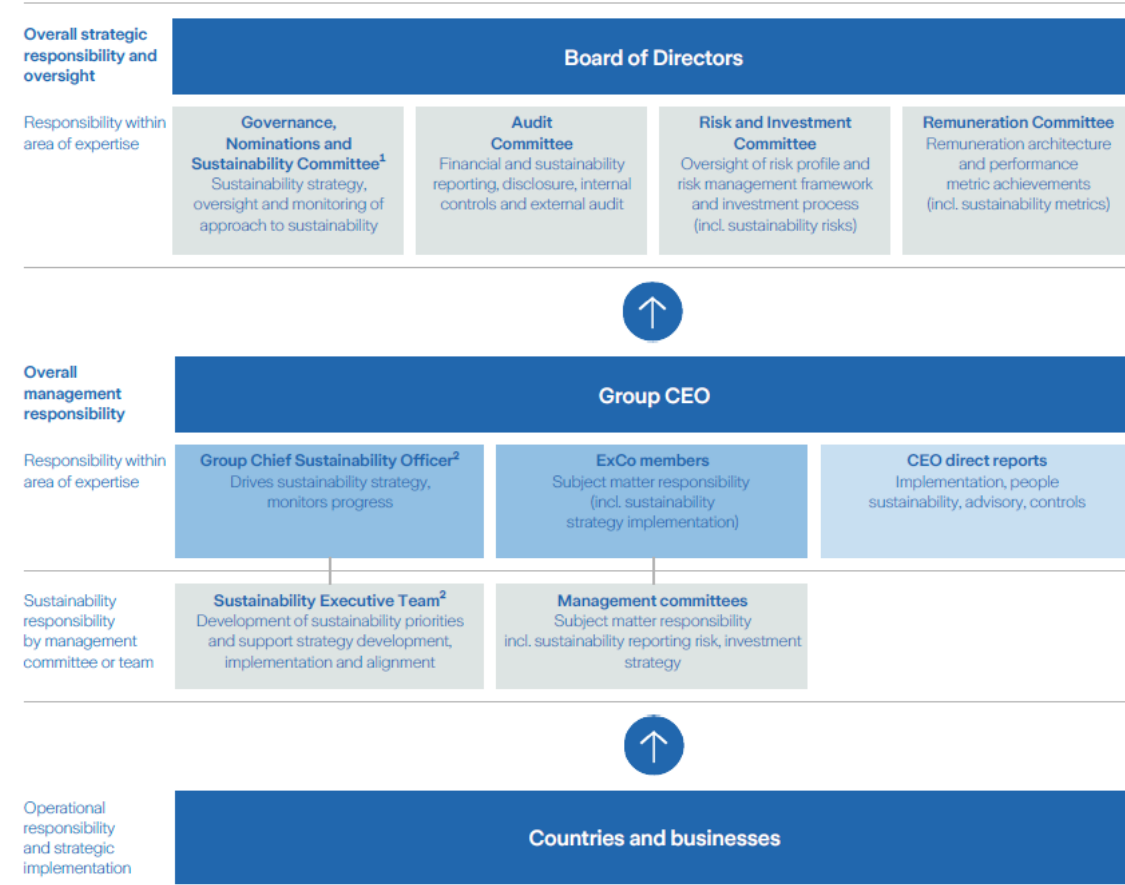 Overall strategic
responsibility and
oversight
Board of Directors
Responsibility within
area of expertise
Governance,
Nominations and
Sustainability Committee¹
Sustainability strategy,
oversight and monitoring of
approach to sustainability
Audit
Committee
Financial and sustainability
reporting, disclosure, internal
controls and external audit
Risk and Investment
Committee
Oversight of risk profile and
risk management framework
and investment process
(incl. sustainability risks)
Remuneration Committee
Remuneration architecture
and performance
metric achievements
(incl. sustainability metrics)
Overall
management
responsibility
Group CEO
Responsibility within
area of expertise
Group Chief Sustainability Officer²
Drives sustainability strategy,
monitors progress
ExCo members
Subject matter responsibility
(incl. sustainability
strategy implementation)
CEO direct reports
Implementation, people
sustainability, advisory, controls
Sustainability
responsibility
by management
committee or team
Sustainability Executive Team²
Development of sustainability priorities
and support strategy development,
implementation and alignment
Management committees
Subject matter responsibility
incl. sustainability reporting risk, investment
strategy
Operational
responsibility
and strategic
implementation
Countries and businesses